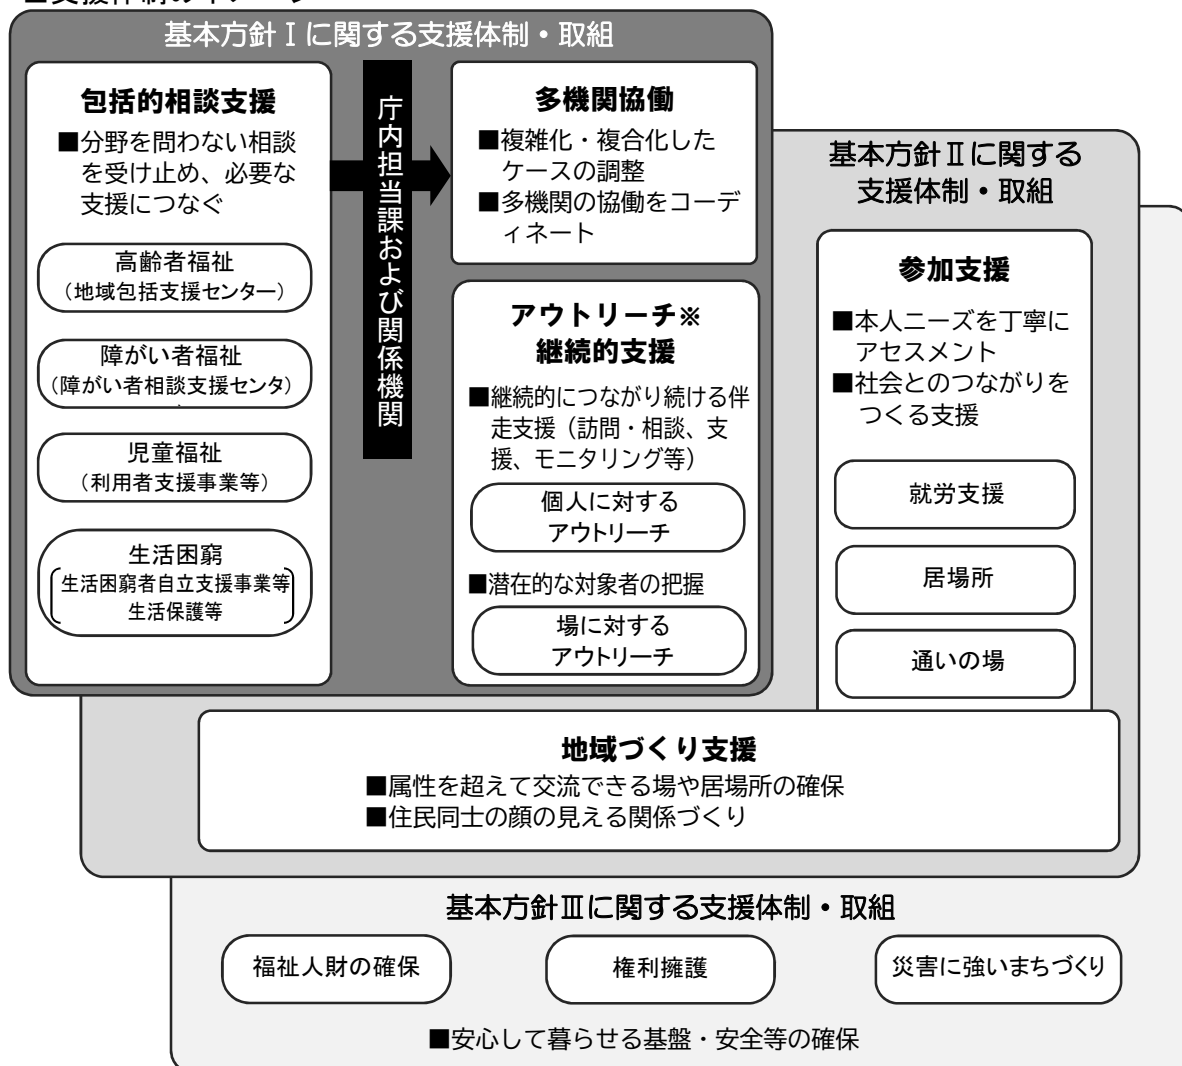 基本方針Ⅰに関する支援体制・取組
包括的相談支援
■分野を問わない相談
を受け止め、必要な
支援につなぐ
高齢者福祉
（地域包括支援センター）
障がい者福祉
（障がい者相談支援センタ）
児童福祉
（利用者支援事業等）
生活困窮
生活困窮者自立支援事業等
生活保護等
庁内担当課および関係機関
多機関協働
■複雑化・複合化した
ケースの調整
■多機関の協働をコーデ
ィネート
アウトリーチ※
継続的支援
■継続的につながり続ける伴
走支援（訪問・相談、支
援、モニタリング等）
個人に対する
アウトリーチ
■潜在的な対象者の把握
場に対する
アウトリーチ
基本方針Ⅱに関する
支援体制・取組
参加支援
■本人ニーズを丁寧に
アセスメント
■社会とのつながりを
つくる支援
就労支援
居場所
通いの場
地域づくり支援
■属性を超えて交流できる場や居場所の確保
■住民同士の顔の見える関係づくり
基本方針Ⅲに関する支援体制・取組
福祉人財の確保
権利擁護
災害に強いまちづくり
■安心して暮らせる基盤・安全等の確保